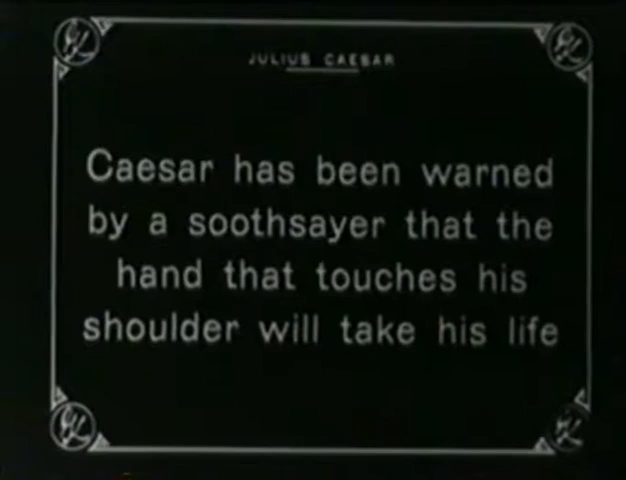 JULIUS CAESAR
Caesar has been warned
by a soothsayer that the
hand that touches his
shoulder will take his life